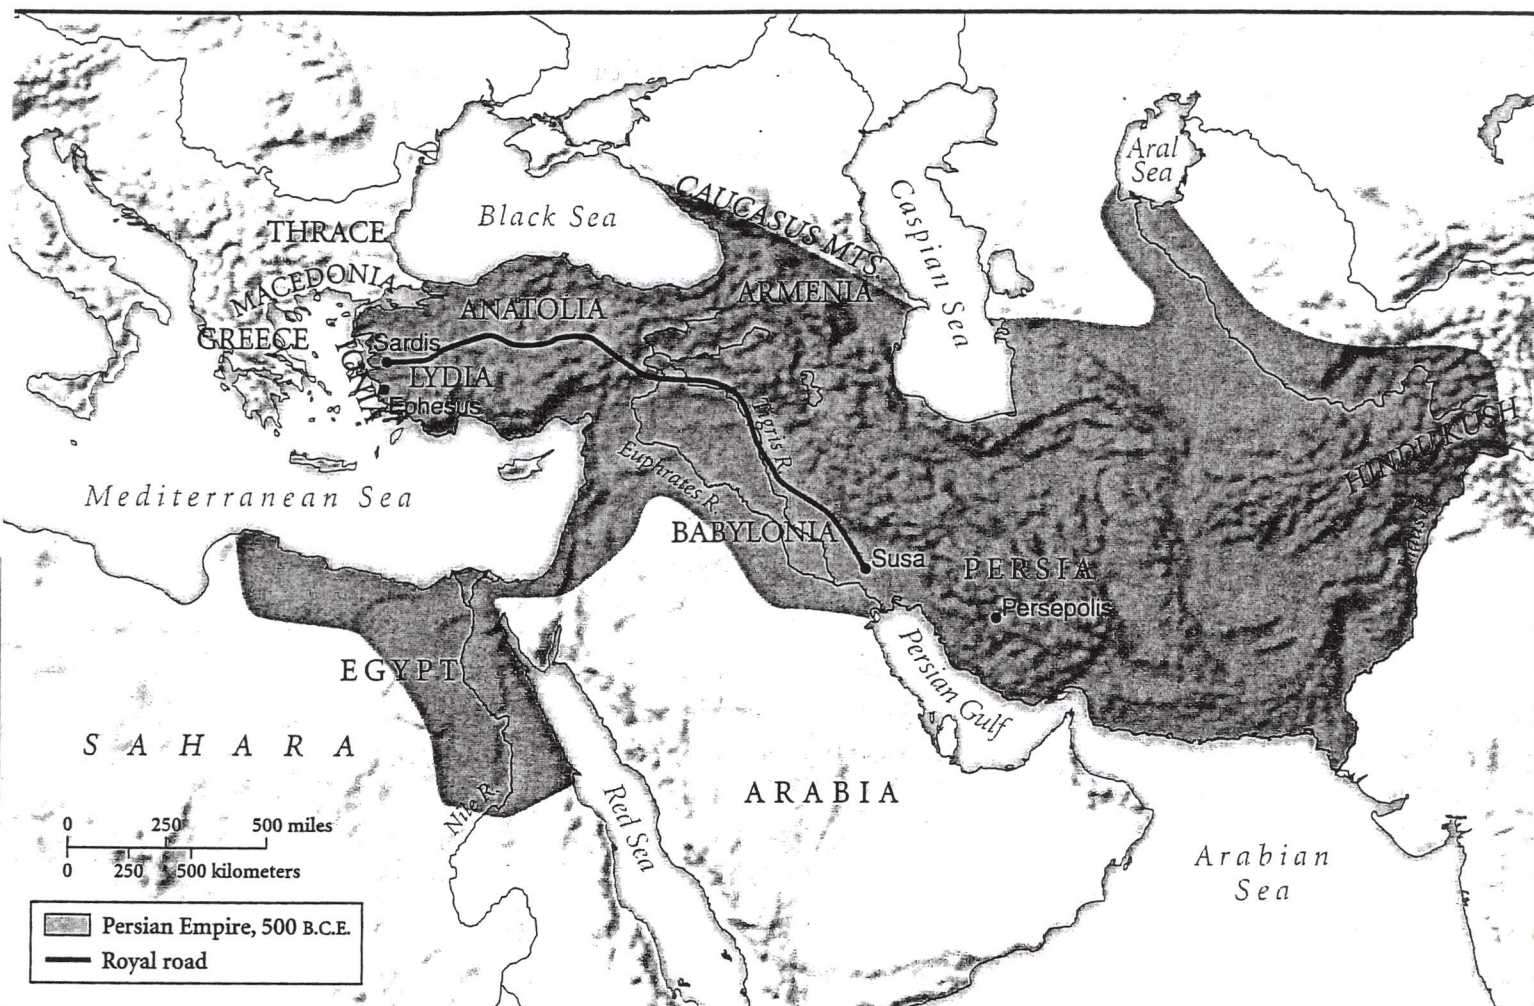 Aral
Sea
CAUCASUS MTS
Black Sea
Caspian Sea
THRACE
MACEDONIA
ANATOLIA
ARMENIA
GREECE
IONIA
Sardis
LYDIA
Ephesus
Tigris R.
HINDU KUSH
Euphrates R.
Mediterranean Sea
BABYLONIA
Indus R.
Susa
PERSIA
Persepolis
EGYPT
Persian Gulf
SAHARA
ARABIA
Nile R.
Red Sea
Arabian
Sea
0 250 500 miles
0 250 500 kilometers
Persian Empire, 500 B.C.E.
Royal road